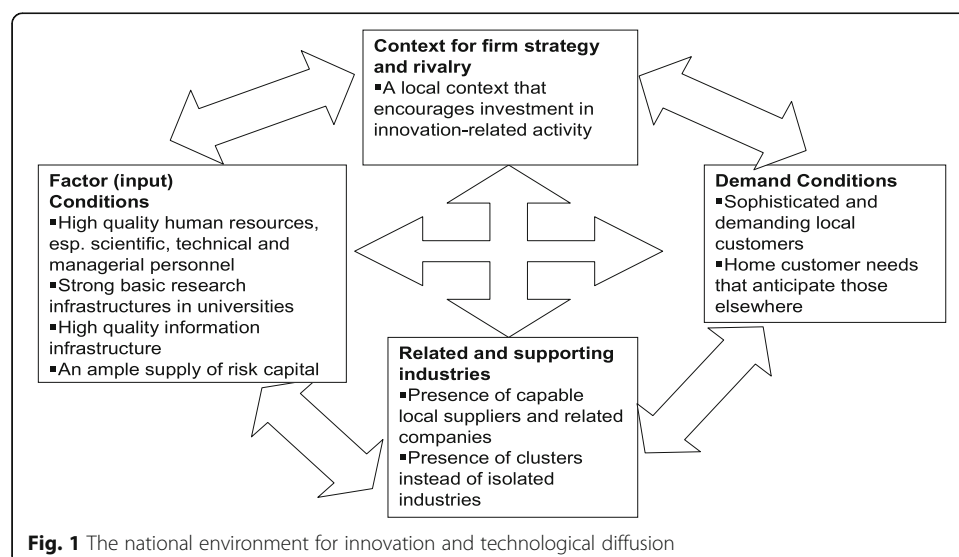 Context for firm strategy
and rivalry
▪A local context that
encourages investment in
innovation-related activity
Factor (input)
Conditions
▪High quality human resources,
esp. scientific, technical and
managerial personnel
▪Strong basic research
infrastructures in universities
▪High quality information
infrastructure
▪An ample supply of risk capital
Demand Conditions
▪Sophisticated and
demanding local
customers
▪Home customer needs
that anticipate those
elsewhere
Related and supporting
industries
▪Presence of capable
local suppliers and related
companies
▪Presence of clusters
instead of isolated
industries
Fig. 1 The national environment for innovation and technological diffusion